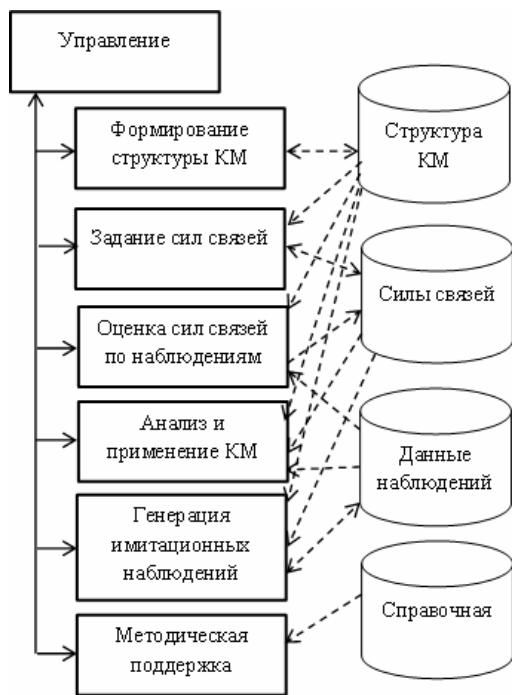 Управление
Формирование
структуры КМ
Задание сил связей
Оценка сил связей
по наблюдениям
Анализ и
применение КМ
Генерация
имитационных
наблюдений
Методическая
поддержка
Структура
КМ
Силы связей
Данные
наблюдений
Справочная